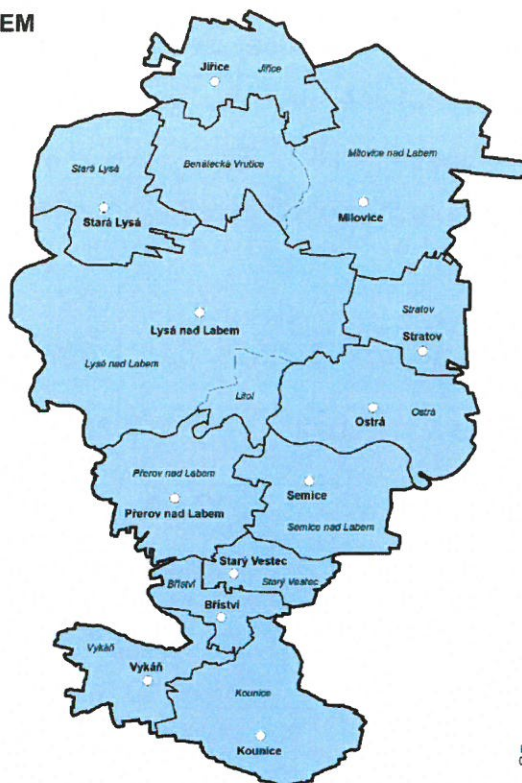 EM
Jiřice
Jiřice
Stará Lysá
Benátecká Vrutice
Milovice nad Labem
Stará Lysá
Milovice
Stratov
Lysá nad Labem
Stratov
Lysá nad Labem
Litol
Ostrá
Ostrá
Přerov nad Labem
Semice
Přerov nad Labem
Semice nad Labem
Starý Vestec
Bříství
Starý Vestec
Bříství
Vykáň
Vykáň
Kounice
Kounice